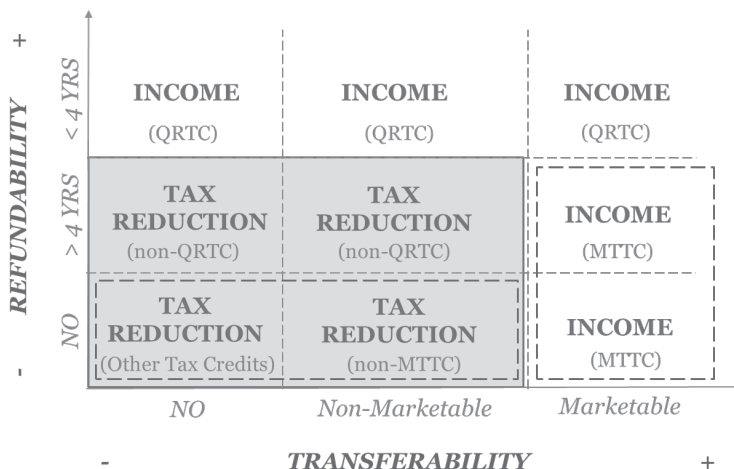 +
REFUNDABILITY
-
< 4 YRS
> 4 YRS
NO
INCOME
(QRTC)
INCOME
(QRTC)
INCOME
(QRTC)
TAX
REDUCTION
(non-QRTC)
TAX
REDUCTION
(non-QRTC)
INCOME
(MTTC)
TAX
REDUCTION
(Other Tax Credits)
TAX
REDUCTION
(non-MTTC)
INCOME
(MTTC)
NO
Non-Marketable
Marketable
-
TRANSFERABILITY
+